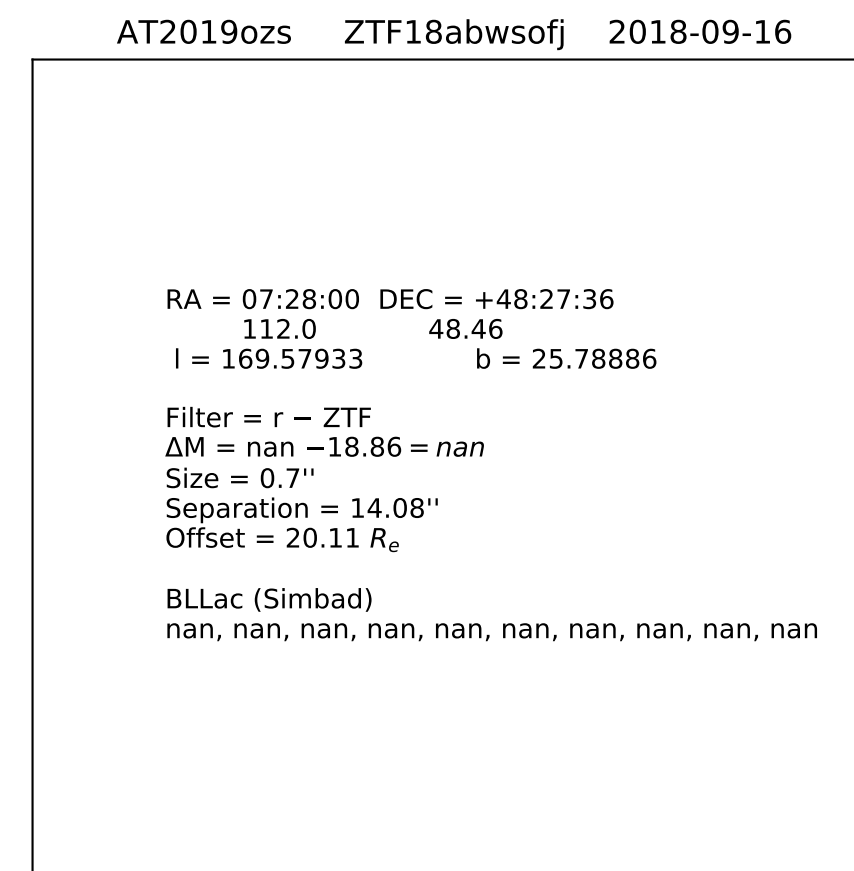 AT2019ozs ZTF18abwsofj 2018-09-16
RA = 07:28:00 DEC = +48:27:36
112.0 48.46
l = 169.57933 b = 25.78886
Filter = r − ZTF
ΔM = nan −18.86 = nan
Size = 0.7''
Separation = 14.08''
Offset = 20.11 Rₑ
BLLac (Simbad)
nan, nan, nan, nan, nan, nan, nan, nan, nan, nan